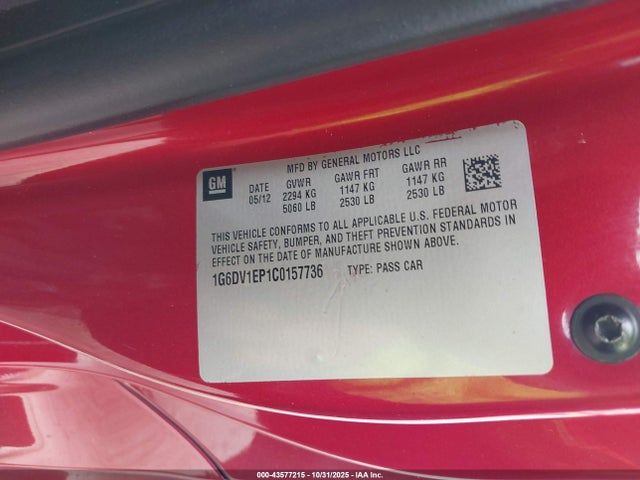 MFD BY GENERAL MOTORS LLC
GM
DATE GVWR GAWR FRT GAWR RR
05/12 2294 KG 1147 KG 1147 KG
5060 LB 2530 LB 2530 LB
THIS VEHICLE CONFORMS TO ALL APPLICABLE U.S. FEDERAL MOTOR
VEHICLE SAFETY, BUMPER, AND THEFT PREVENTION STANDARDS IN
EFFECT ON THE DATE OF MANUFACTURE SHOWN ABOVE.
1G6DV1EP1C0157736 TYPE: PASS CAR
000-43577215 - 10/31/2025 - © IAA Inc.